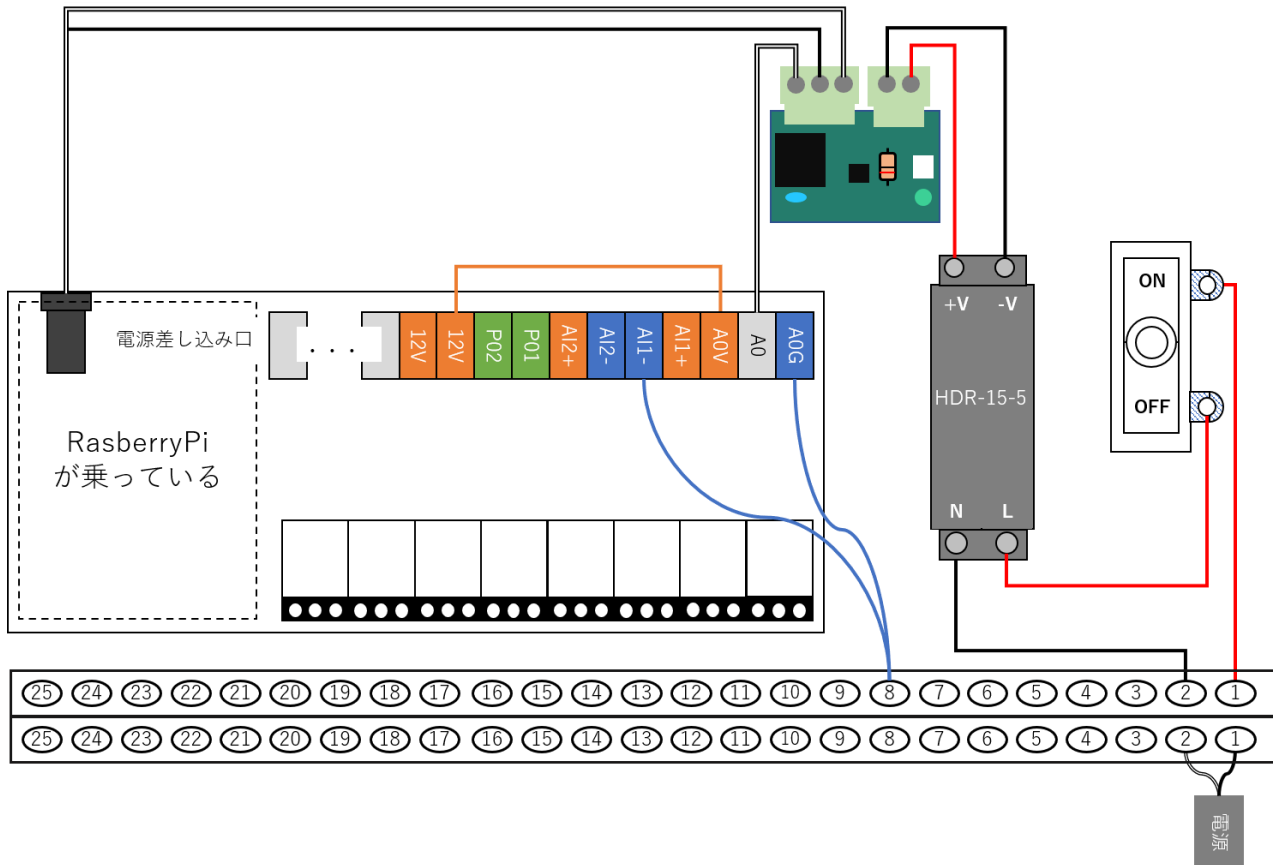 ON
+V -V
電源差し込み口
...
12V
12V
P02
P01
AI2+
AI2-
AI1-
AI1+
A0V
A0
A0G
HDR-15-5
OFF
RasberryPi
が乗っている
N L
25 24 23 22 21 20 19 18 17 16 15 14 13 12 11 10 9 8 7 6 5 4 3 2 1
25 24 23 22 21 20 19 18 17 16 15 14 13 12 11 10 9 8 7 6 5 4 3 2 1
電源